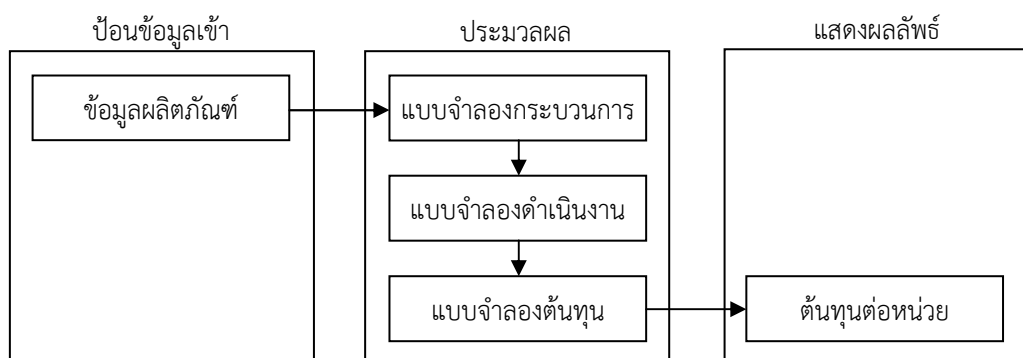 ป้อนข้อมูลเข้า
ประมวลผล
แสดงผลลัพธ์
ข้อมูลผลิตภัณฑ์
แบบจำลองกระบวนการ
แบบจำลองดำเนินงาน
แบบจำลองต้นทุน
ต้นทุนต่อหน่วย